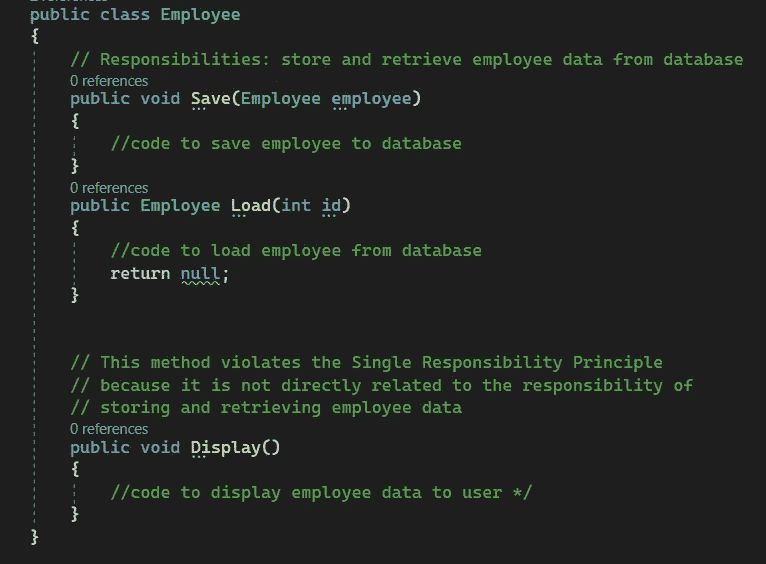 public class Employee
{
// Responsibilities: store and retrieve employee data from database
0 references
public void Save(Employee employee)
{
//code to save employee to database
}
0 references
public Employee Load(int id)
{
//code to load employee from database
return null;
}
// This method violates the Single Responsibility Principle
// because it is not directly related to the responsibility of
// storing and retrieving employee data
0 references
public void Display()
{
//code to display employee data to user */
}
}